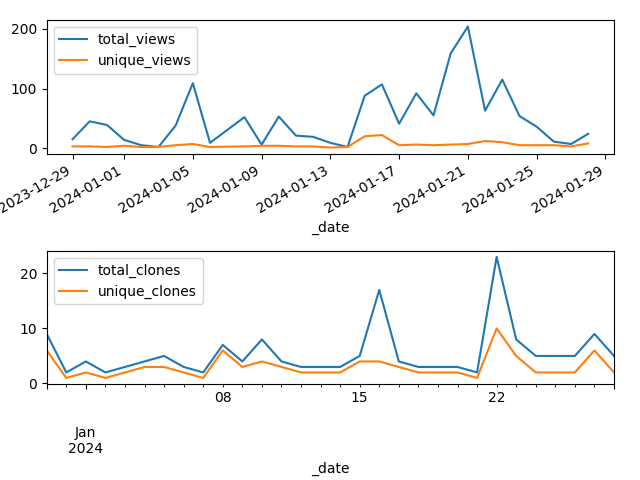 200
100
0
total_views
unique_views
2023-12-29
2024-01-01
2024-01-05
2024-01-09
2024-01-13
2024-01-17
2024-01-21
2024-01-25
2024-01-29
_date
20
10
0
total_clones
unique_clones
08
15
22
Jan
2024
_date